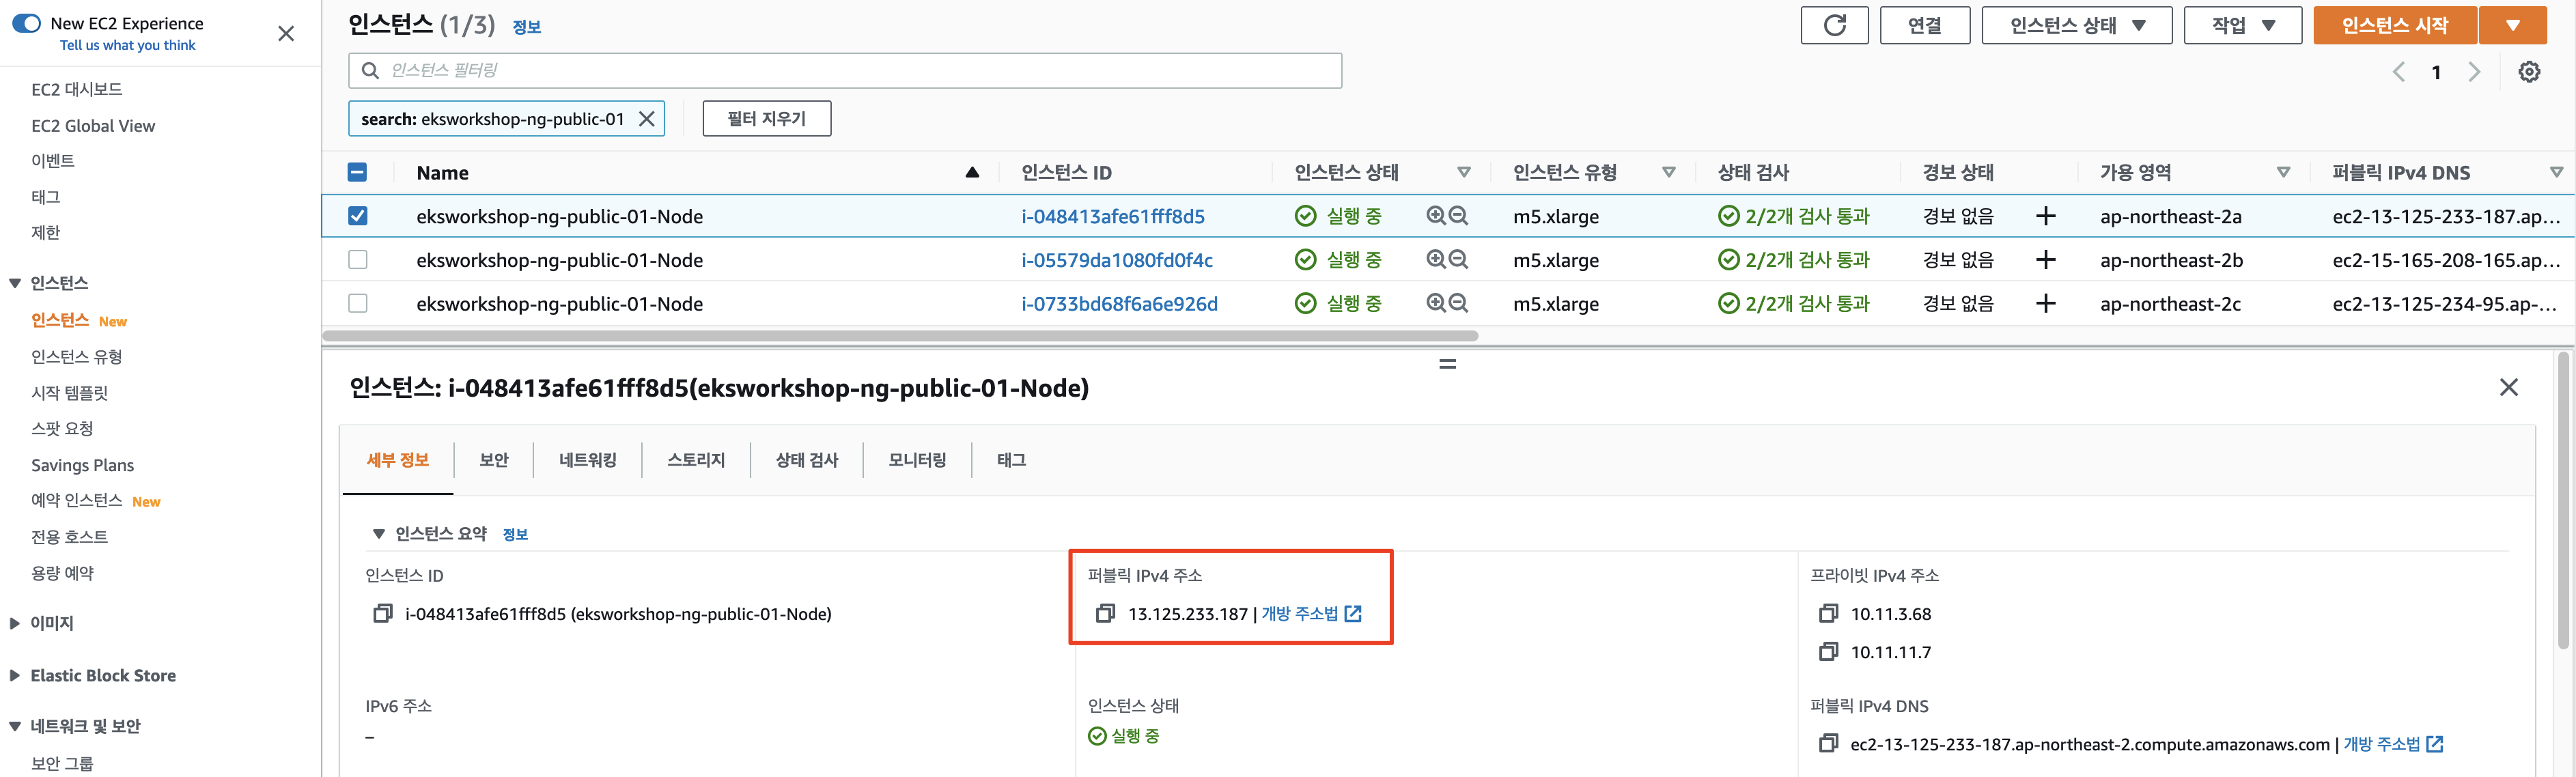 New EC2 Experience
Tell us what you think
EC2 대시보드
EC2 Global View
이벤트
태그
제한
인스턴스
인스턴스 New
인스턴스 유형
시작 템플릿
스팟 요청
Savings Plans
예약 인스턴스 New
전용 호스트
용량 예약
이미지
Elastic Block Store
네트워크 및 보안
보안 그룹
인스턴스 (1/3) 정보
연결 인스턴스 상태 작업 인스턴스 시작
인스턴스 필터링
1
search: eksworkshop-ng-public-01
필터 지우기
Name 인스턴스 ID 인스턴스 상태 인스턴스 유형 상태 검사 경보 상태 가용 영역 퍼블릭 IPv4 DNS
eksworkshop-ng-public-01-Node i-048413afe61fff8d5 실행 중 m5.xlarge 2/2개 검사 통과 경보 없음 + ap-northeast-2a ec2-13-125-233-187.ap...
eksworkshop-ng-public-01-Node i-05579da1080fd0f4c 실행 중 m5.xlarge 2/2개 검사 통과 경보 없음 + ap-northeast-2b ec2-15-165-208-165.ap...
eksworkshop-ng-public-01-Node i-0733bd68f6a6e926d 실행 중 m5.xlarge 2/2개 검사 통과 경보 없음 + ap-northeast-2c ec2-13-125-234-95.ap-...
인스턴스: i-048413afe61fff8d5(eksworkshop-ng-public-01-Node)
세부 정보 보안 네트워킹 스토리지 상태 검사 모니터링 태그
인스턴스 요약 정보
인스턴스 ID
i-048413afe61fff8d5 (eksworkshop-ng-public-01-Node)
퍼블릭 IPv4 주소
13.125.233.187 | 개방 주소법
프라이빗 IPv4 주소
10.11.3.68
10.11.11.7
IPv6 주소
–
인스턴스 상태
실행 중
퍼블릭 IPv4 DNS
ec2-13-125-233-187.ap-northeast-2.compute.amazonaws.com | 개방 주소법